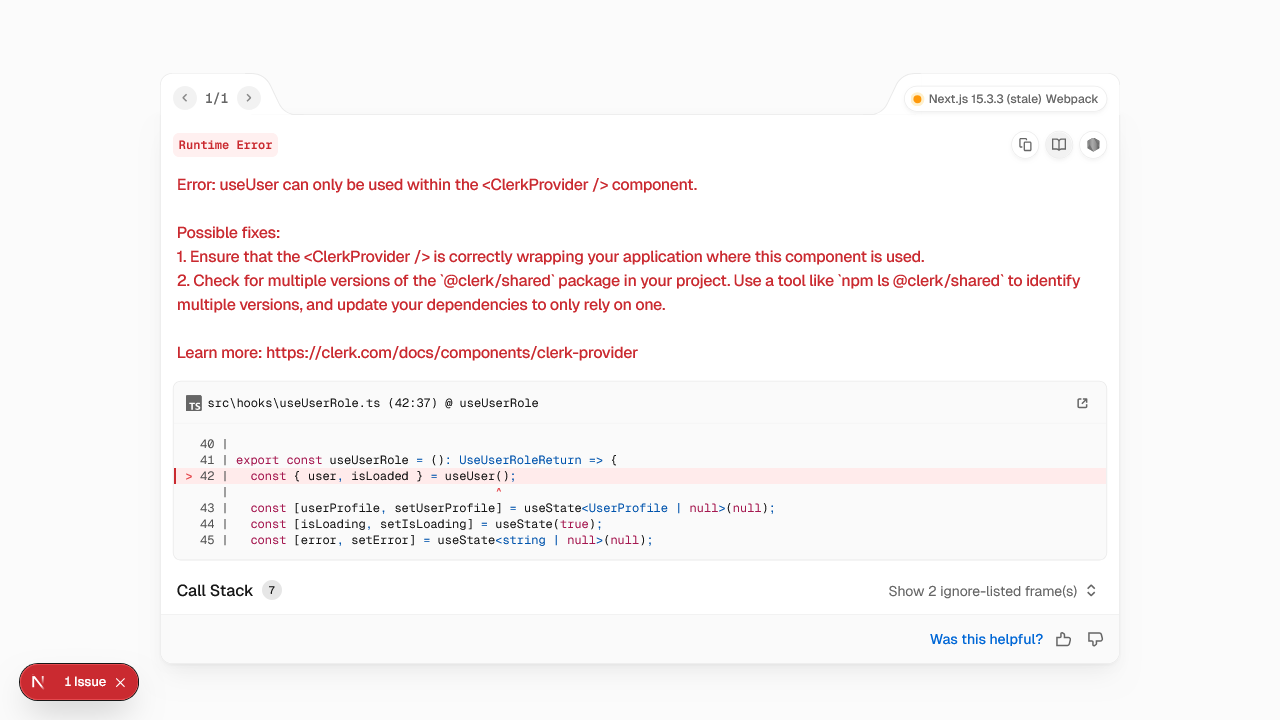 1/1
Next.js 15.3.3 (stale) Webpack
Runtime Error
Error: useUser can only be used within the <ClerkProvider /> component.
Possible fixes:
1. Ensure that the <ClerkProvider /> is correctly wrapping your application where this component is used.
2. Check for multiple versions of the `@clerk/shared` package in your project. Use a tool like `npm ls @clerk/shared` to identify
multiple versions, and update your dependencies to only rely on one.
Learn more: https://clerk.com/docs/components/clerk-provider
TS src\hooks\useUserRole.ts (42:37) @ useUserRole
40 |
41 | export const useUserRole = (): UseUserRoleReturn => {
> 42 |   const { user, isLoaded } = useUser();
|                                     ^
43 |   const [userProfile, setUserProfile] = useState<UserProfile | null>(null);
44 |   const [isLoading, setIsLoading] = useState(true);
45 |   const [error, setError] = useState<string | null>(null);
Call Stack 7
Show 2 ignore-listed frame(s)
Was this helpful?
N 1 Issue